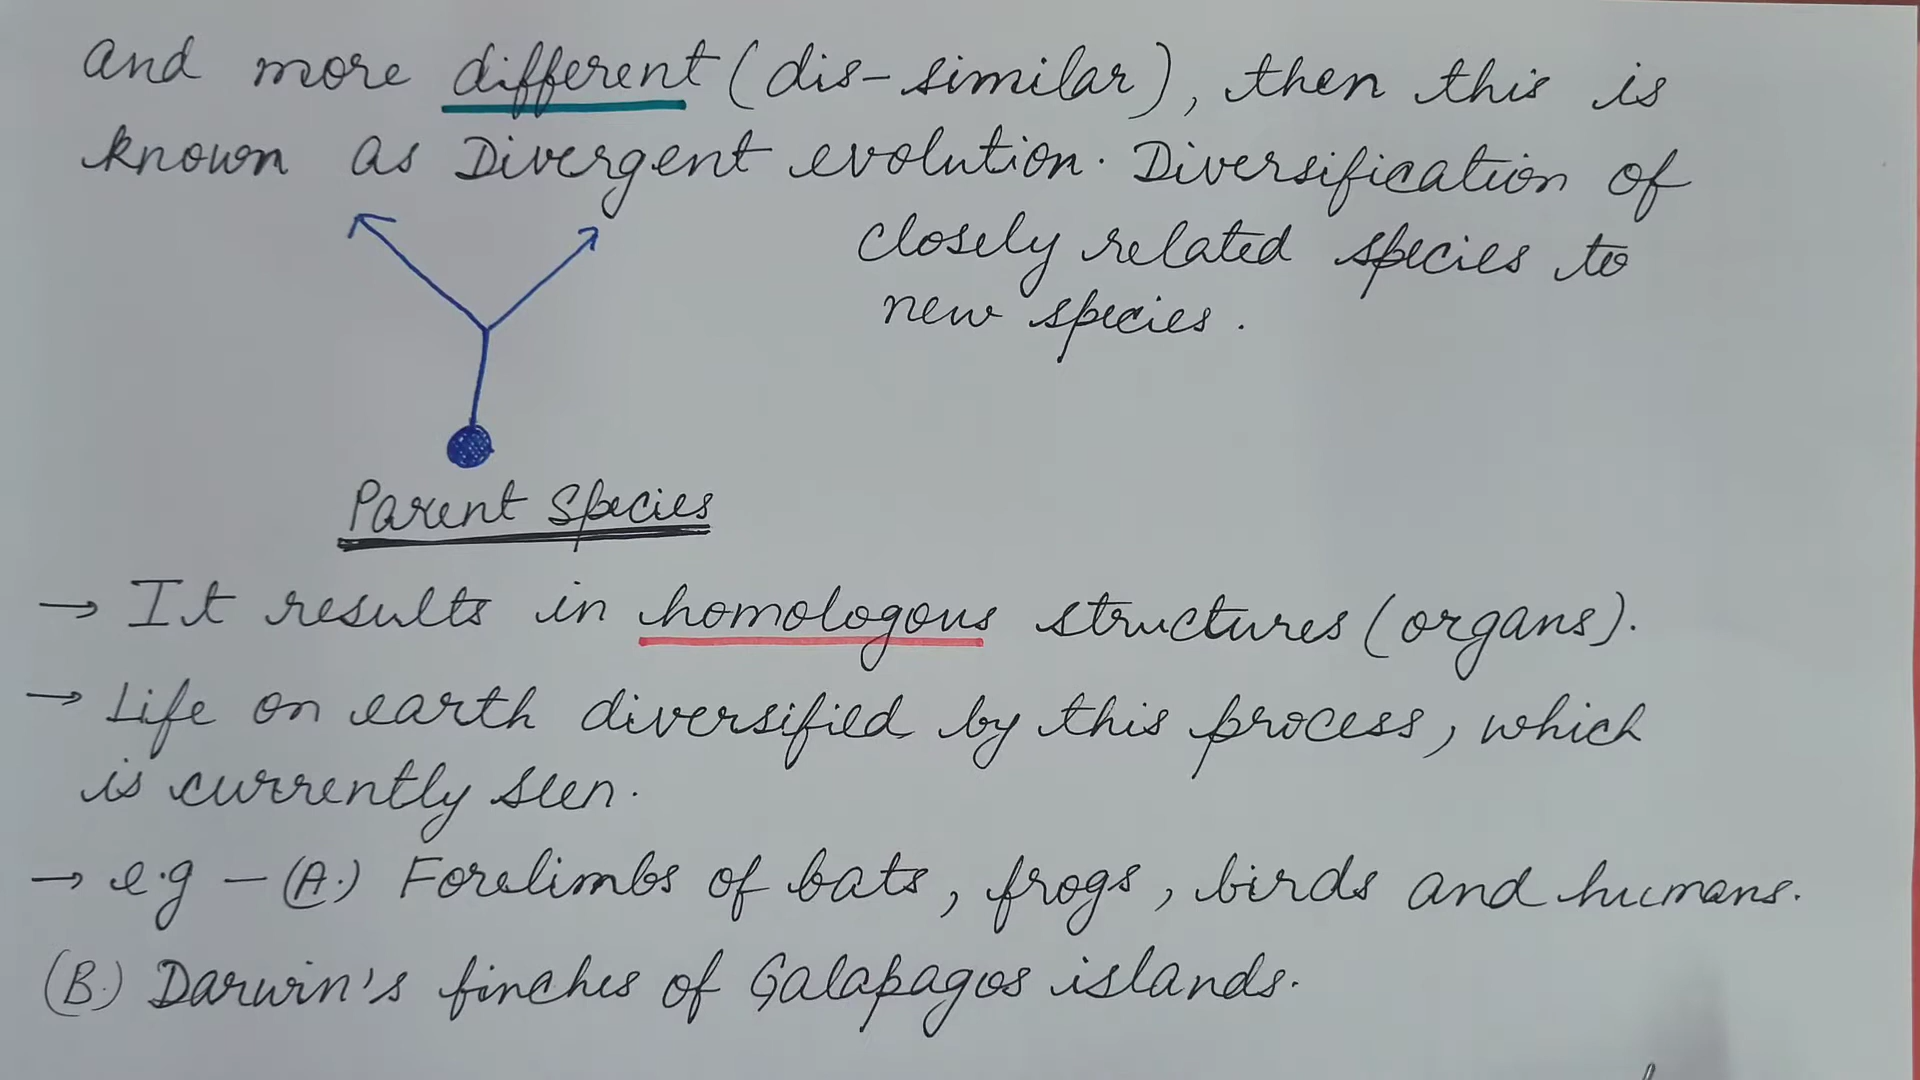 and more different (dis-similar), then this is
known as Divergent evolution. Diversification of
closely related species to
new species.
Parent Species
→ It results in homologous structures (organs).
→ Life on earth diversified by this process, which
is currently seen.
→ e.g - (A.) Forelimbs of bats, frogs, birds and humans.
(B.) Darwin's finches of Galapagos islands.